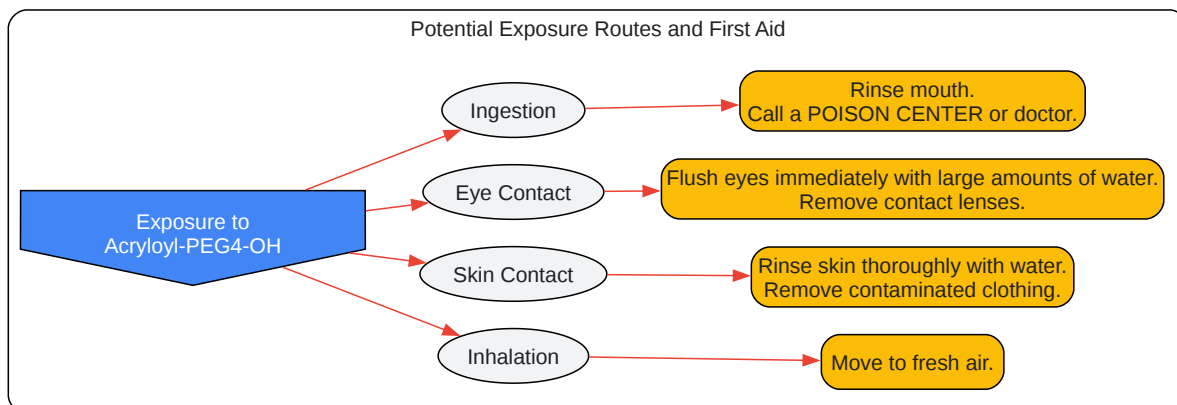 Potential Exposure Routes and First Aid
Exposure to
Acryloyl-PEG4-OH
Ingestion
Rinse mouth.
Call a POISON CENTER or doctor.
Eye Contact
Flush eyes immediately with large amounts of water.
Remove contact lenses.
Skin Contact
Rinse skin thoroughly with water.
Remove contaminated clothing.
Inhalation
Move to fresh air.